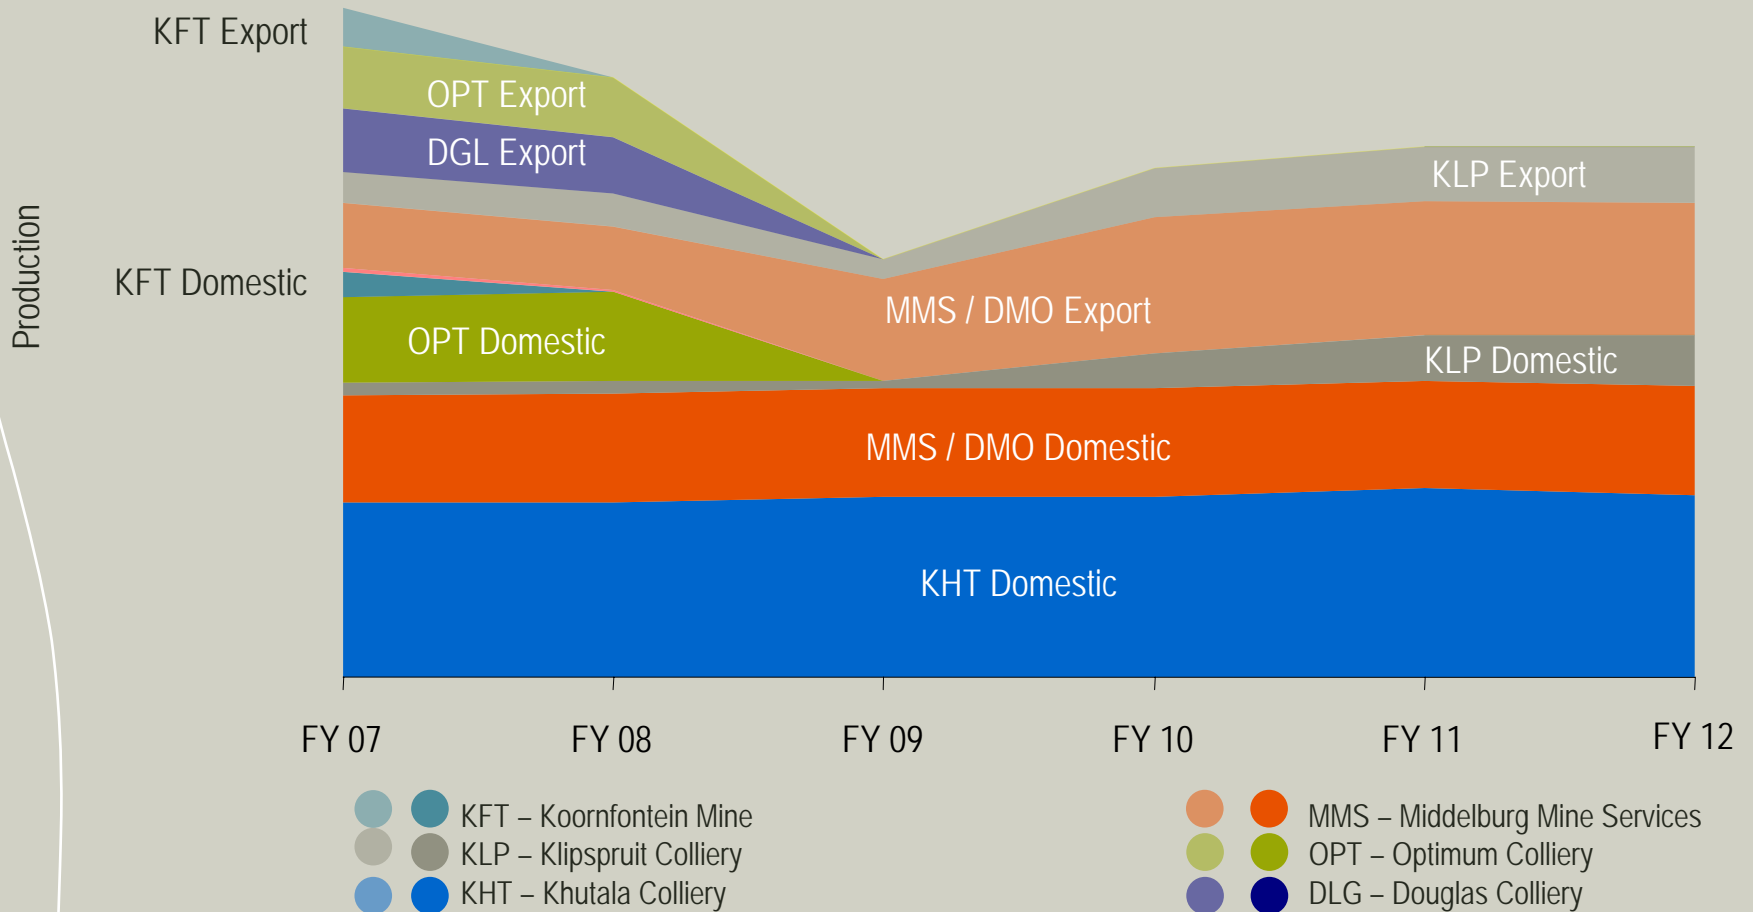 KFT Export
OPT Export
DGL Export
KLP Export
Production
KFT Domestic
MMS / DMO Export
OPT Domestic
KLP Domestic
MMS / DMO Domestic
KHT Domestic
FY 07
FY 08
FY 09
FY 10
FY 11
FY 12
KFT – Koornfontein Mine
KLP – Klipspruit Colliery
KHT – Khutala Colliery
MMS – Middelburg Mine Services
OPT – Optimum Colliery
DLG – Douglas Colliery